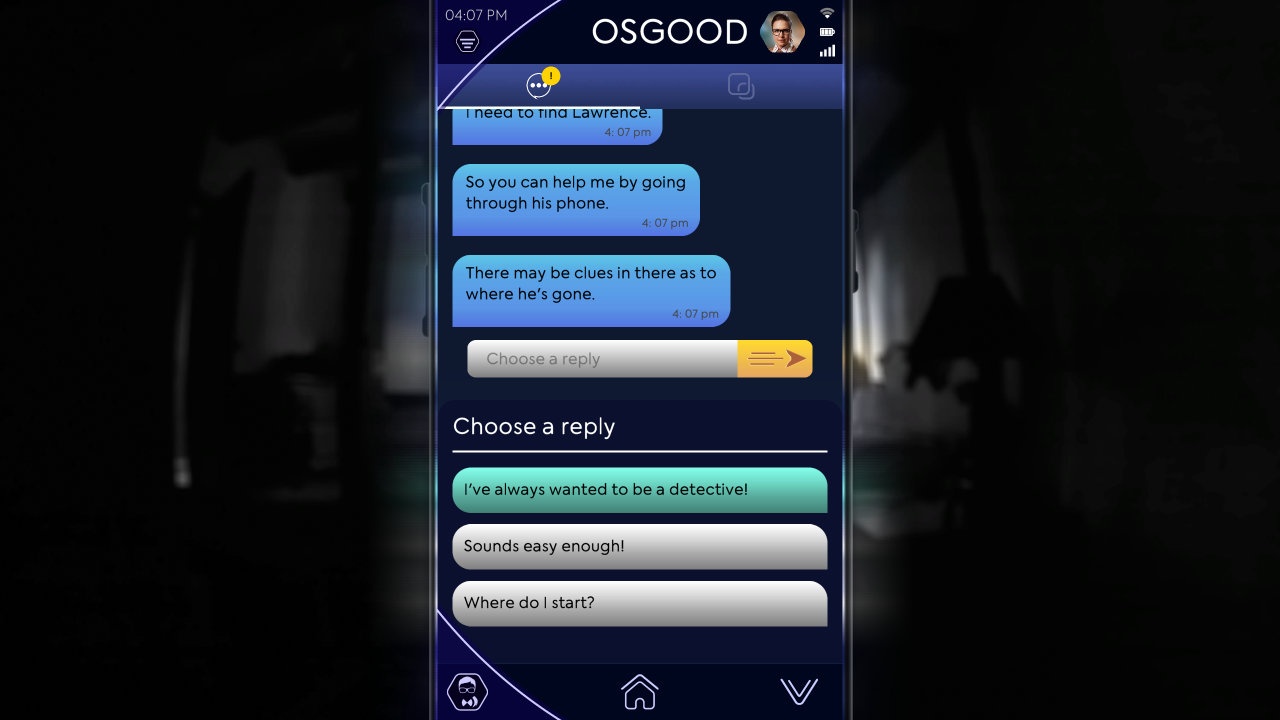 04:07 PM
OSGOOD
!
I need to find Lawrence.
4: 07 pm
So you can help me by going
through his phone.
4: 07 pm
There may be clues in there as to
where he's gone.
4: 07 pm
Choose a reply
Choose a reply
I've always wanted to be a detective!
Sounds easy enough!
Where do I start?